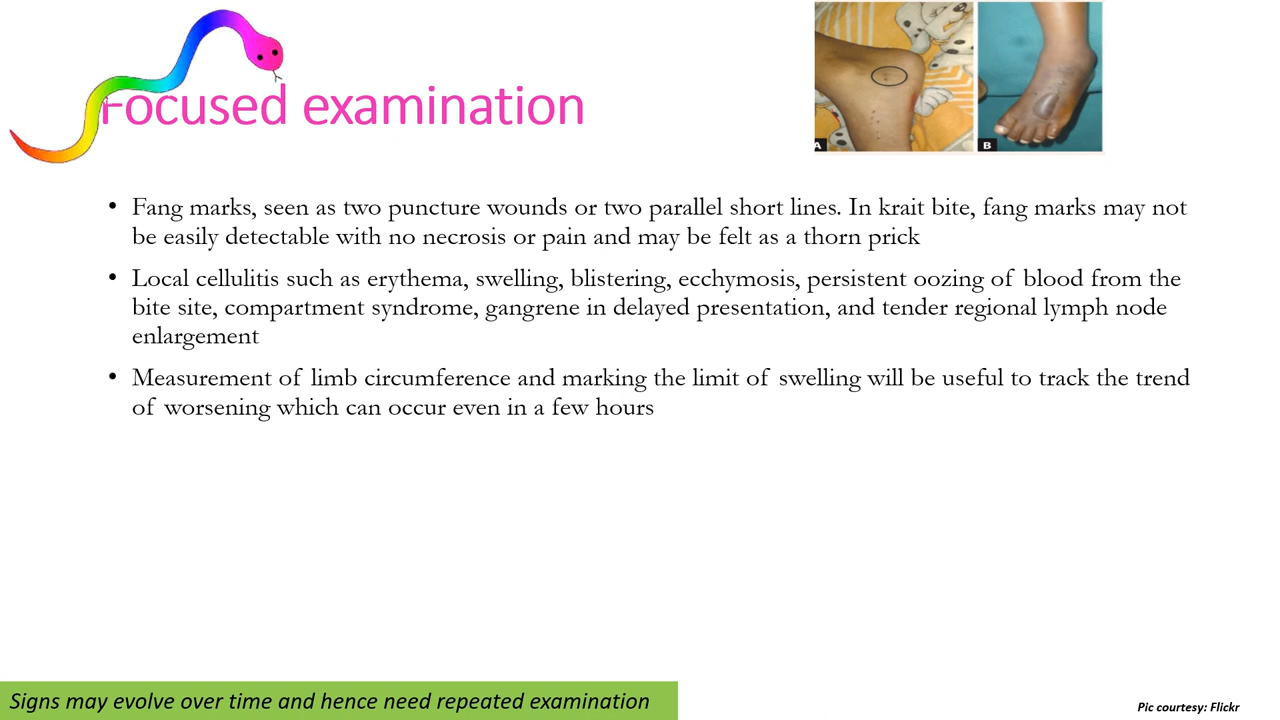 Focused examination
A
B
• Fang marks, seen as two puncture wounds or two parallel short lines. In krait bite, fang marks may not
be easily detectable with no necrosis or pain and may be felt as a thorn prick
• Local cellulitis such as erythema, swelling, blistering, ecchymosis, persistent oozing of blood from the
bite site, compartment syndrome, gangrene in delayed presentation, and tender regional lymph node
enlargement
• Measurement of limb circumference and marking the limit of swelling will be useful to track the trend
of worsening which can occur even in a few hours
Signs may evolve over time and hence need repeated examination
Pic courtesy: Flickr